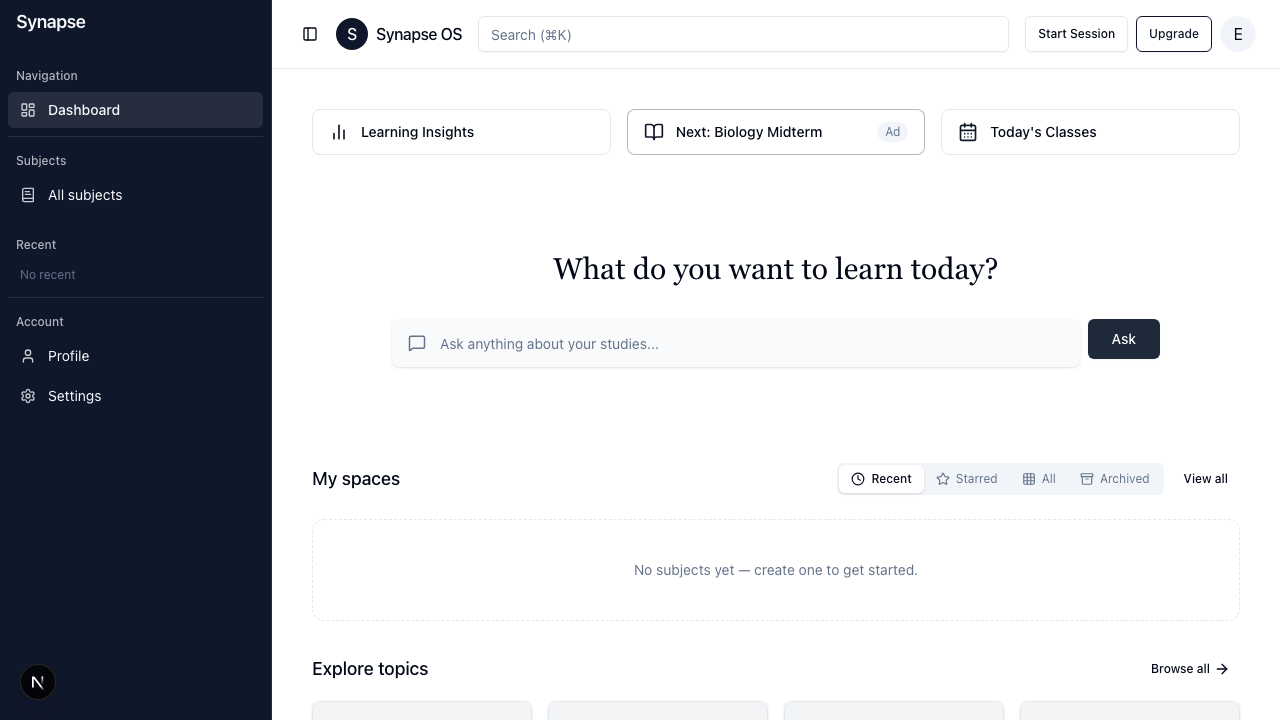 Synapse
Navigation
Dashboard
Subjects
All subjects
Recent
No recent
Account
Profile
Settings
N
S Synapse OS
Search (⌘K)
Start Session
Upgrade
E
Learning Insights
Next: Biology Midterm Ad
Today's Classes
What do you want to learn today?
Ask anything about your studies...
Ask
My spaces
Recent Starred All Archived
View all
No subjects yet — create one to get started.
Explore topics
Browse all